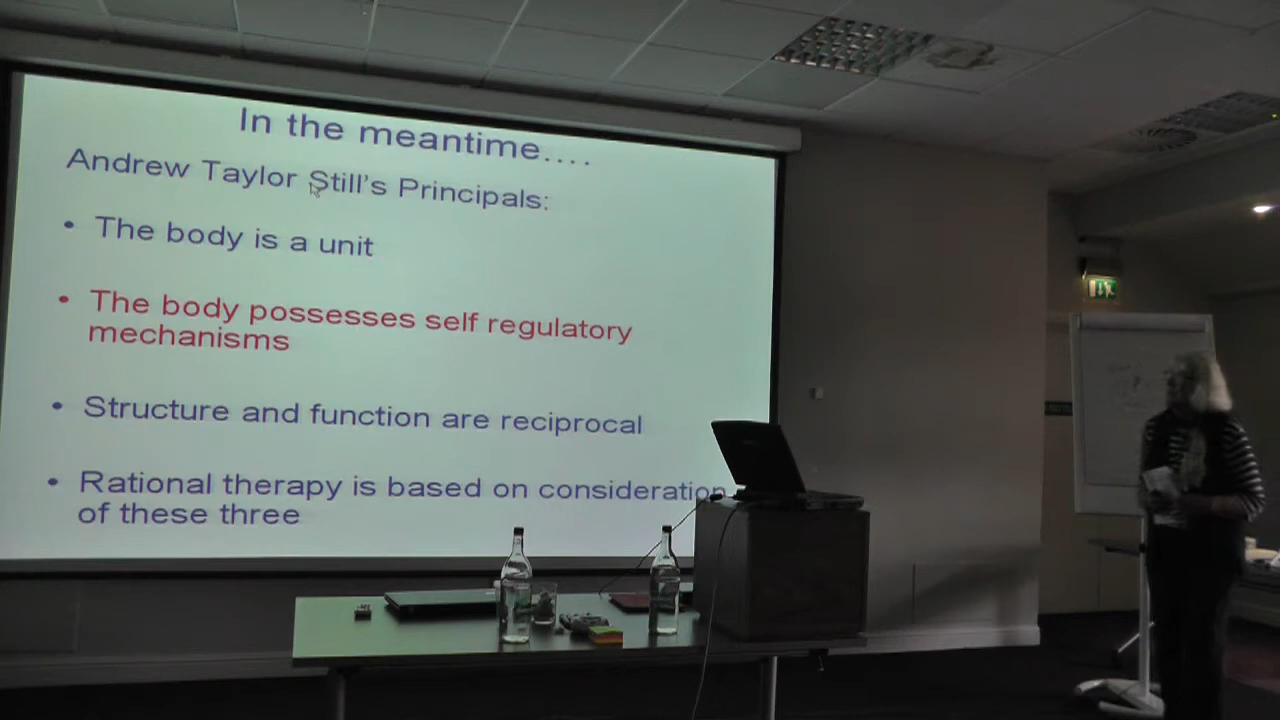 In the meantime....
Andrew Taylor Still's Principals:
• The body is a unit
• The body possesses self regulatory
mechanisms
• Structure and function are reciprocal
• Rational therapy is based on consideration
of these three